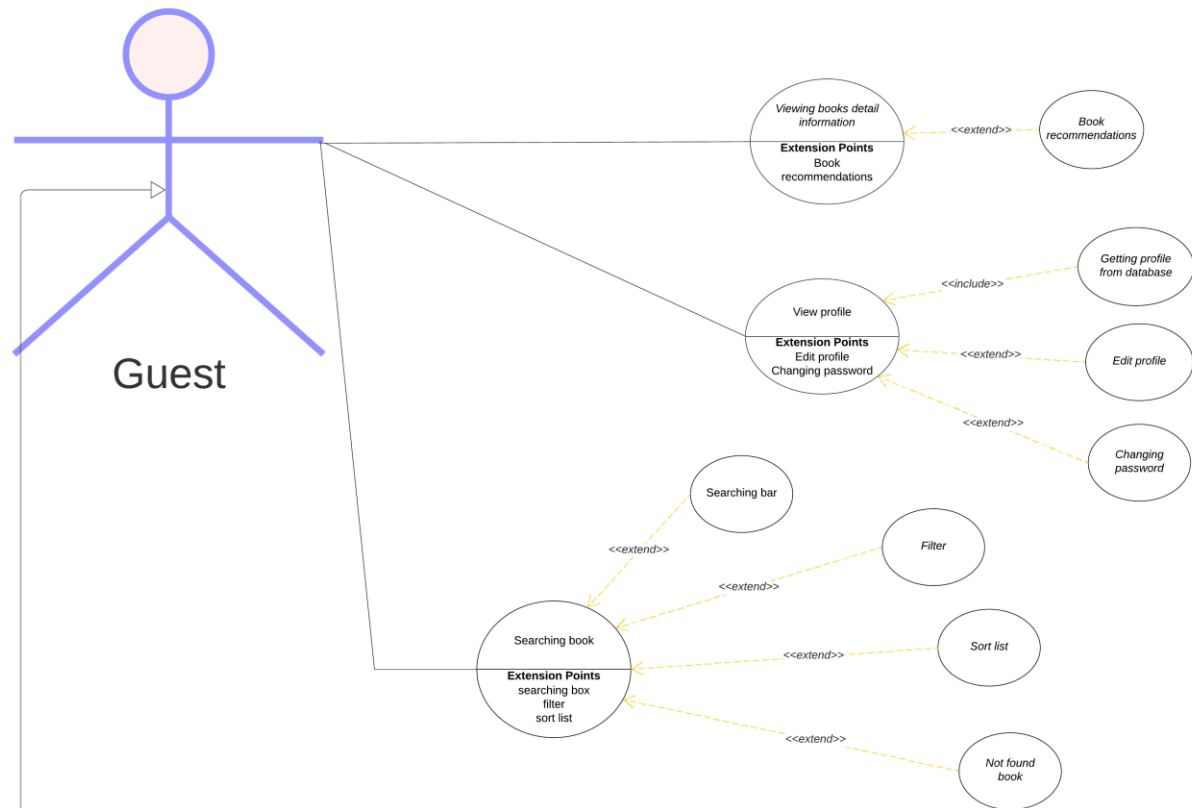 Guest
Viewing books detail
information
Extension Points
Book
recommendations
<<extend>>
Book
recommendations
View profile
Extension Points
Edit profile
Changing password
<<include>>
Getting profile
from database
<<extend>>
Edit profile
<<extend>>
Changing
password
Searching book
Extension Points
searching box
filter
sort list
<<extend>>
Searching bar
<<extend>>
Filter
<<extend>>
Sort list
<<extend>>
Not found
book